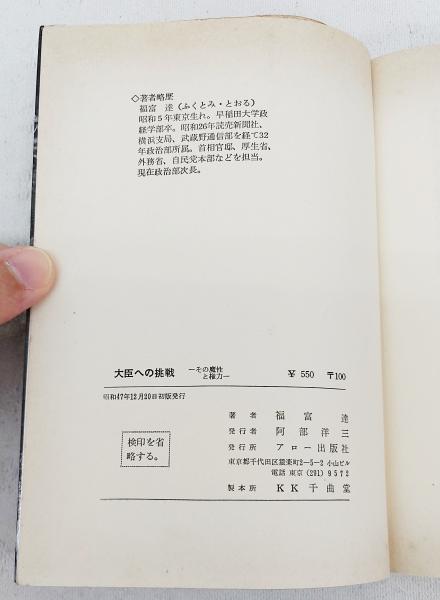 ◇著者略歴
福富 達(ふくとみ・とおる)
昭和5年東京生れ。早稲田大学政
経学部卒。昭和26年読売新聞社、
横浜支局、武蔵野通信部を経て32
年政治部所属。首相官邸、厚生省、
外務省、自民党本部などを担当。
現在政治部次長。
大臣への挑戦 ―その魔性と権力― ¥550 〒100
昭和47年12月20日初版発行
著者 福富達
発行者 阿部洋三
発行所 アロー出版社
東京都千代田区猿楽町2-5-2 小山ビル
電話 東京(291)9572
製本所 KK千曲堂
検印を省
略する。